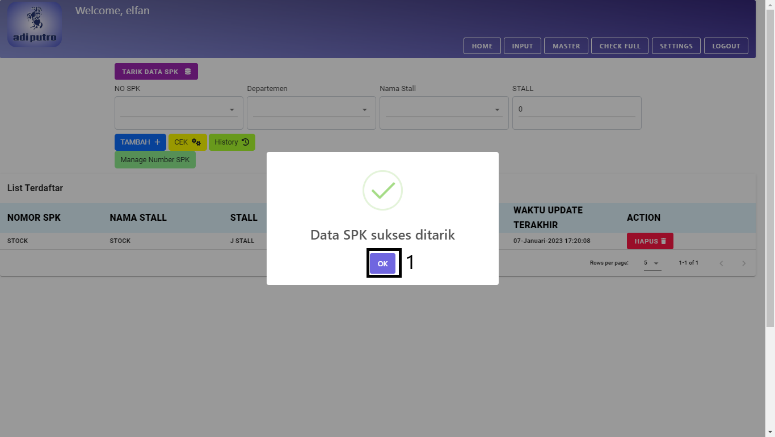 Welcome, elfan
adi putro
HOME INPUT MASTER CHECK FULL SETTINGS LOGOUT
TARIK DATA SPK
NO SPK Departemen Nama Stall STALL
0
TAMBAH + CEK History
Manage Number SPK
List Terdaftar
Data SPK sukses ditarik
OK 1
NOMOR SPK NAMA STALL STALL WAKTU UPDATE TERAKHIR ACTION
STOCK STOCK J STALL 07-Januari-2023 17:20:08 HAPUS
Rows per page: 5 1-1 of 1